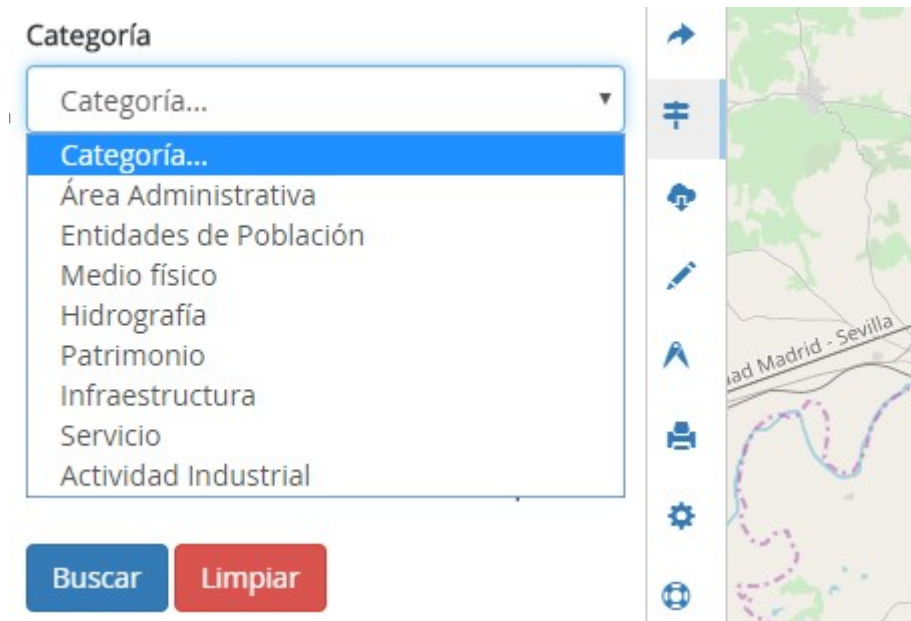 Categoría
Categoría...
Categoría...
Área Administrativa
Entidades de Población
Medio físico
Hidrografía
Patrimonio
Infraestructura
Servicio
Actividad Industrial
Buscar
Limpiar
Madrid - Sevilla